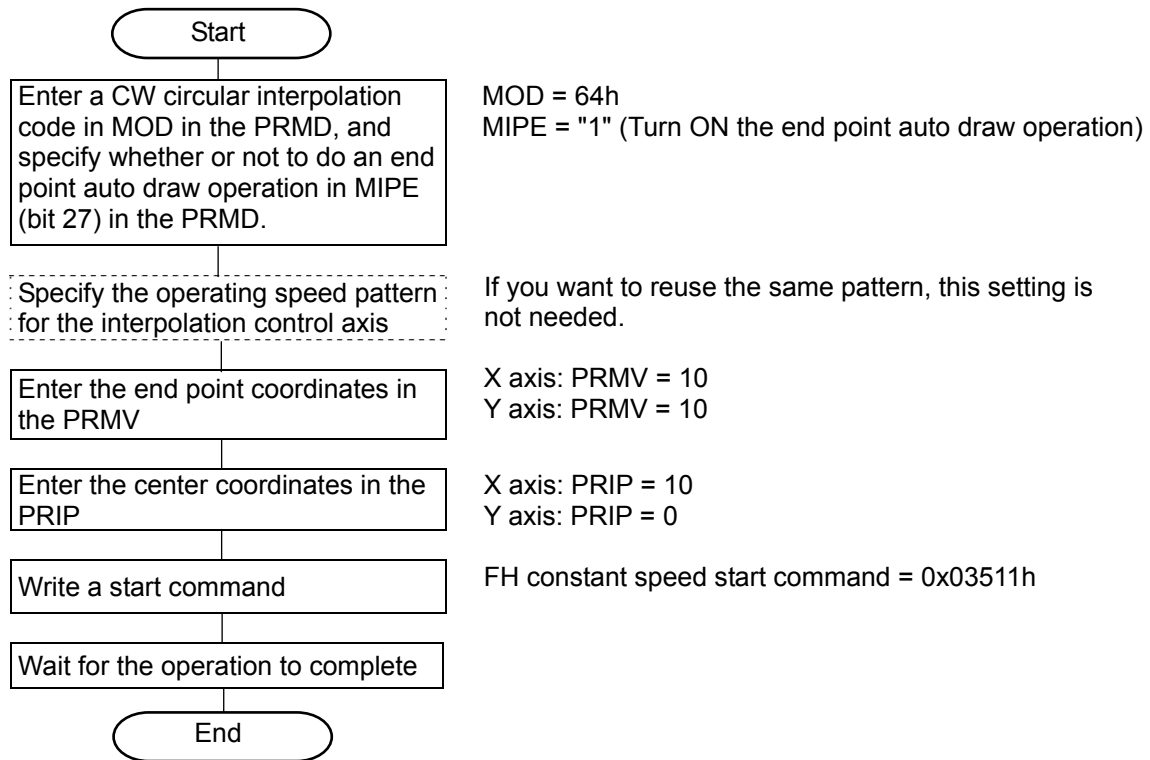 Start
Enter a CW circular interpolation
code in MOD in the PRMD, and
specify whether or not to do an end
point auto draw operation in MIPE
(bit 27) in the PRMD.
MOD = 64h
MIPE = "1" (Turn ON the end point auto draw operation)
Specify the operating speed pattern
for the interpolation control axis
If you want to reuse the same pattern, this setting is
not needed.
Enter the end point coordinates in
the PRMV
X axis: PRMV = 10
Y axis: PRMV = 10
Enter the center coordinates in the
PRIP
X axis: PRIP = 10
Y axis: PRIP = 0
Write a start command
FH constant speed start command = 0x03511h
Wait for the operation to complete
End